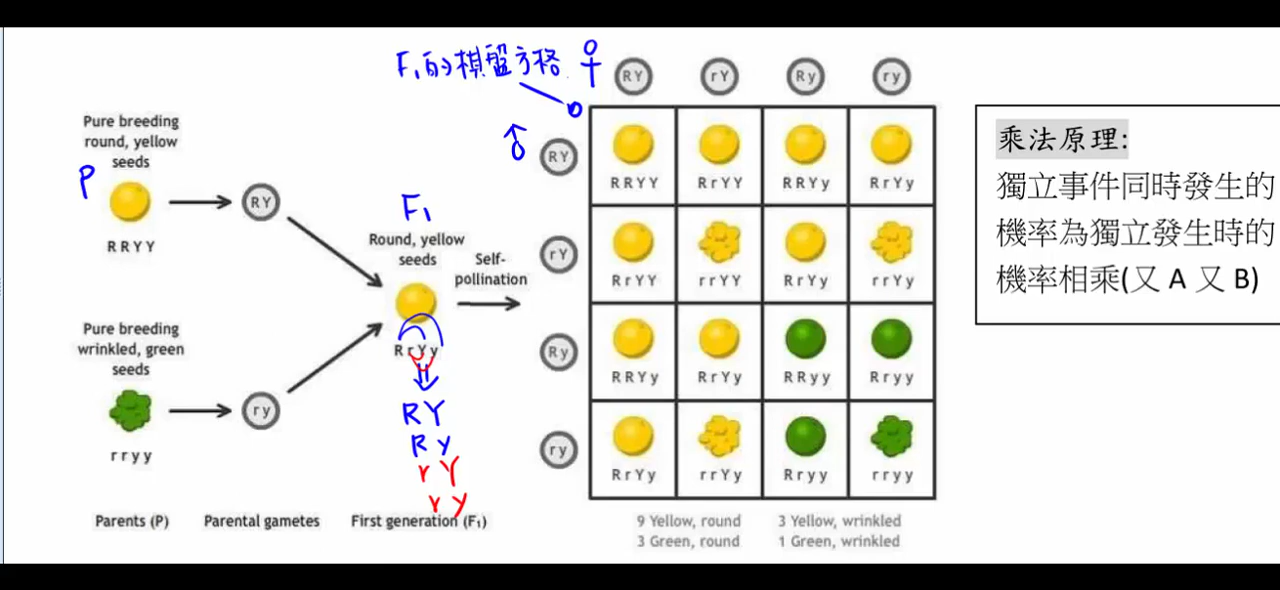 F₁的棋盤方格 ♀
RY rY Ry ry
Pure breeding
round, yellow
seeds
P
RRYY
RY
♂
F₁
Round, yellow
seeds
Self-
pollination
RrYy
RY
Ry
rY
ry
Pure breeding
wrinkled, green
seeds
rryy
ry
RY
RRYY RrYY RRYy RrYy
rY
RrYY rrYY RrYy rrYy
Ry
RRYy RrYy RRyy Rryy
ry
RrYy rrYy Rryy rryy
Parents (P) Parental gametes First generation (F₁)
9 Yellow, round 3 Yellow, wrinkled
3 Green, round 1 Green, wrinkled
乘法原理:
獨立事件同時發生的
機率為獨立發生時的
機率相乘(又 A 又 B)